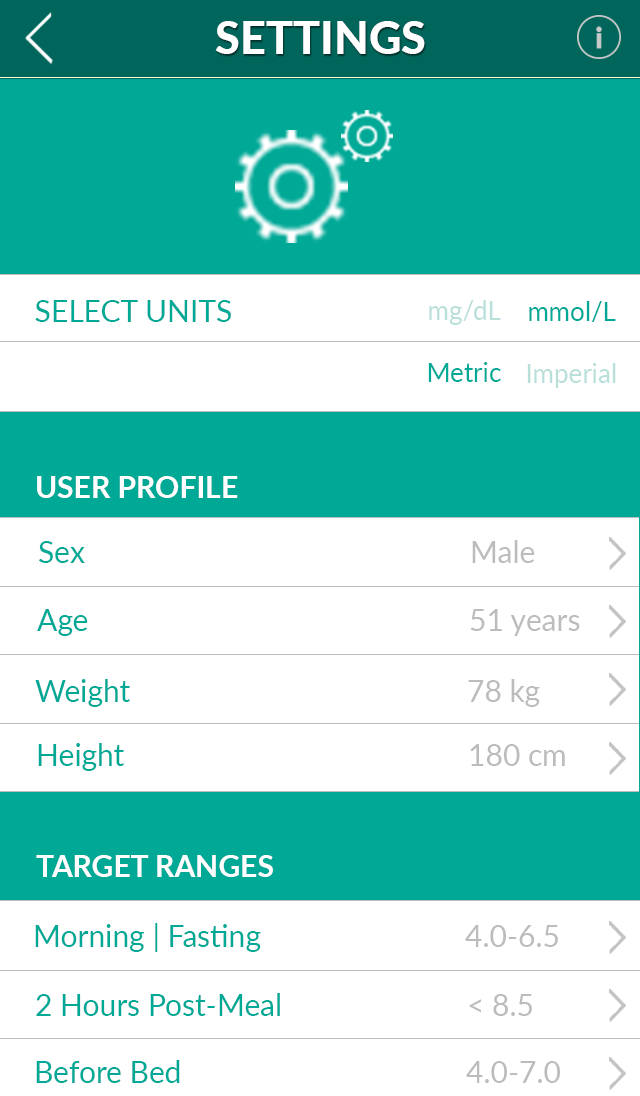 SETTINGS
SELECT UNITS mg/dL mmol/L
Metric Imperial
USER PROFILE
Sex Male
Age 51 years
Weight 78 kg
Height 180 cm
TARGET RANGES
Morning | Fasting 4.0-6.5
2 Hours Post-Meal < 8.5
Before Bed 4.0-7.0